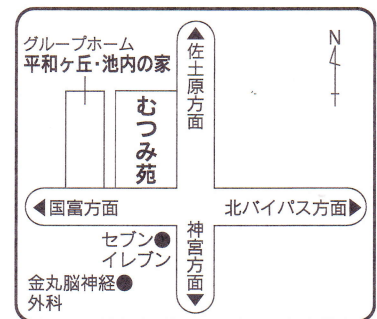 グループホーム
平和ヶ丘・池内の家
むつみ苑
▲佐土原方面
N
◀国富方面
北バイパス方面▶
セブン●
イレブン
神宮方面▼
金丸脳神経●
外科